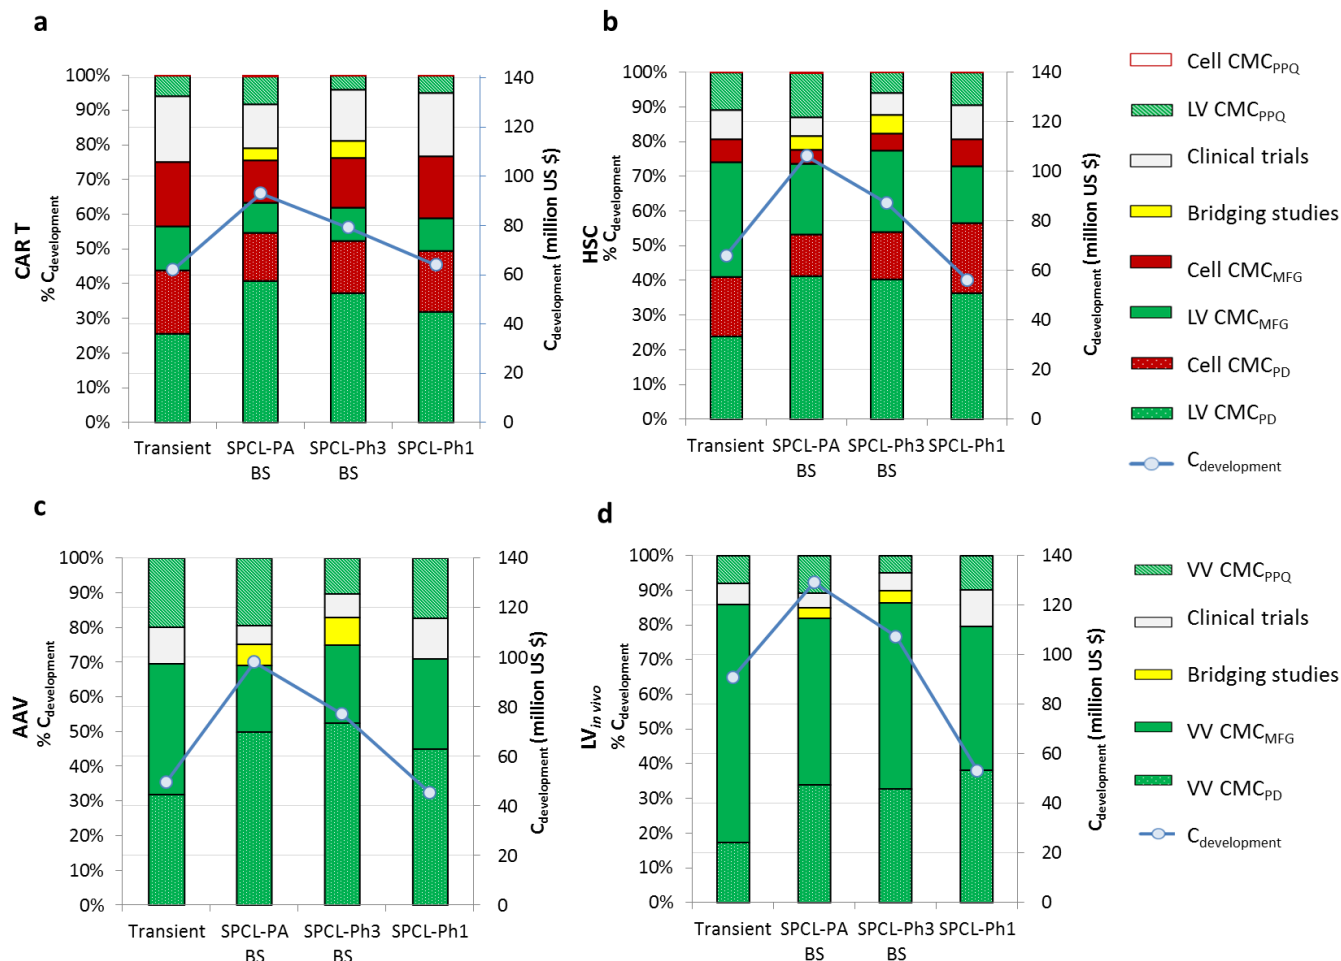 a
CAR T
% Cdevelopment
100%
90%
80%
70%
60%
50%
40%
30%
20%
10%
0%
140
120
100
80
60
40
20
0
Cdevelopment (million US $)
Transient
SPCL-PA
BS
SPCL-Ph3
BS
SPCL-Ph1
b
HSC
% Cdevelopment
100%
90%
80%
70%
60%
50%
40%
30%
20%
10%
0%
140
120
100
80
60
40
20
0
Cdevelopment (million US $)
Transient
SPCL-PA
BS
SPCL-Ph3
BS
SPCL-Ph1
Cell CMCPPQ
LV CMCPPQ
Clinical trials
Bridging studies
Cell CMCMFG
LV CMCMFG
Cell CMCPD
LV CMCPD
Cdevelopment
c
AAV
% Cdevelopment
100%
90%
80%
70%
60%
50%
40%
30%
20%
10%
0%
140
120
100
80
60
40
20
0
Cdevelopment (million US $)
Transient
SPCL-PA
BS
SPCL-Ph3
BS
SPCL-Ph1
d
LVin vivo
% Cdevelopment
100%
90%
80%
70%
60%
50%
40%
30%
20%
10%
0%
140
120
100
80
60
40
20
0
Cdevelopment (million US $)
Transient
SPCL-PA
BS
SPCL-Ph3
BS
SPCL-Ph1
VV CMCPPQ
Clinical trials
Bridging studies
VV CMCMFG
VV CMCPD
Cdevelopment